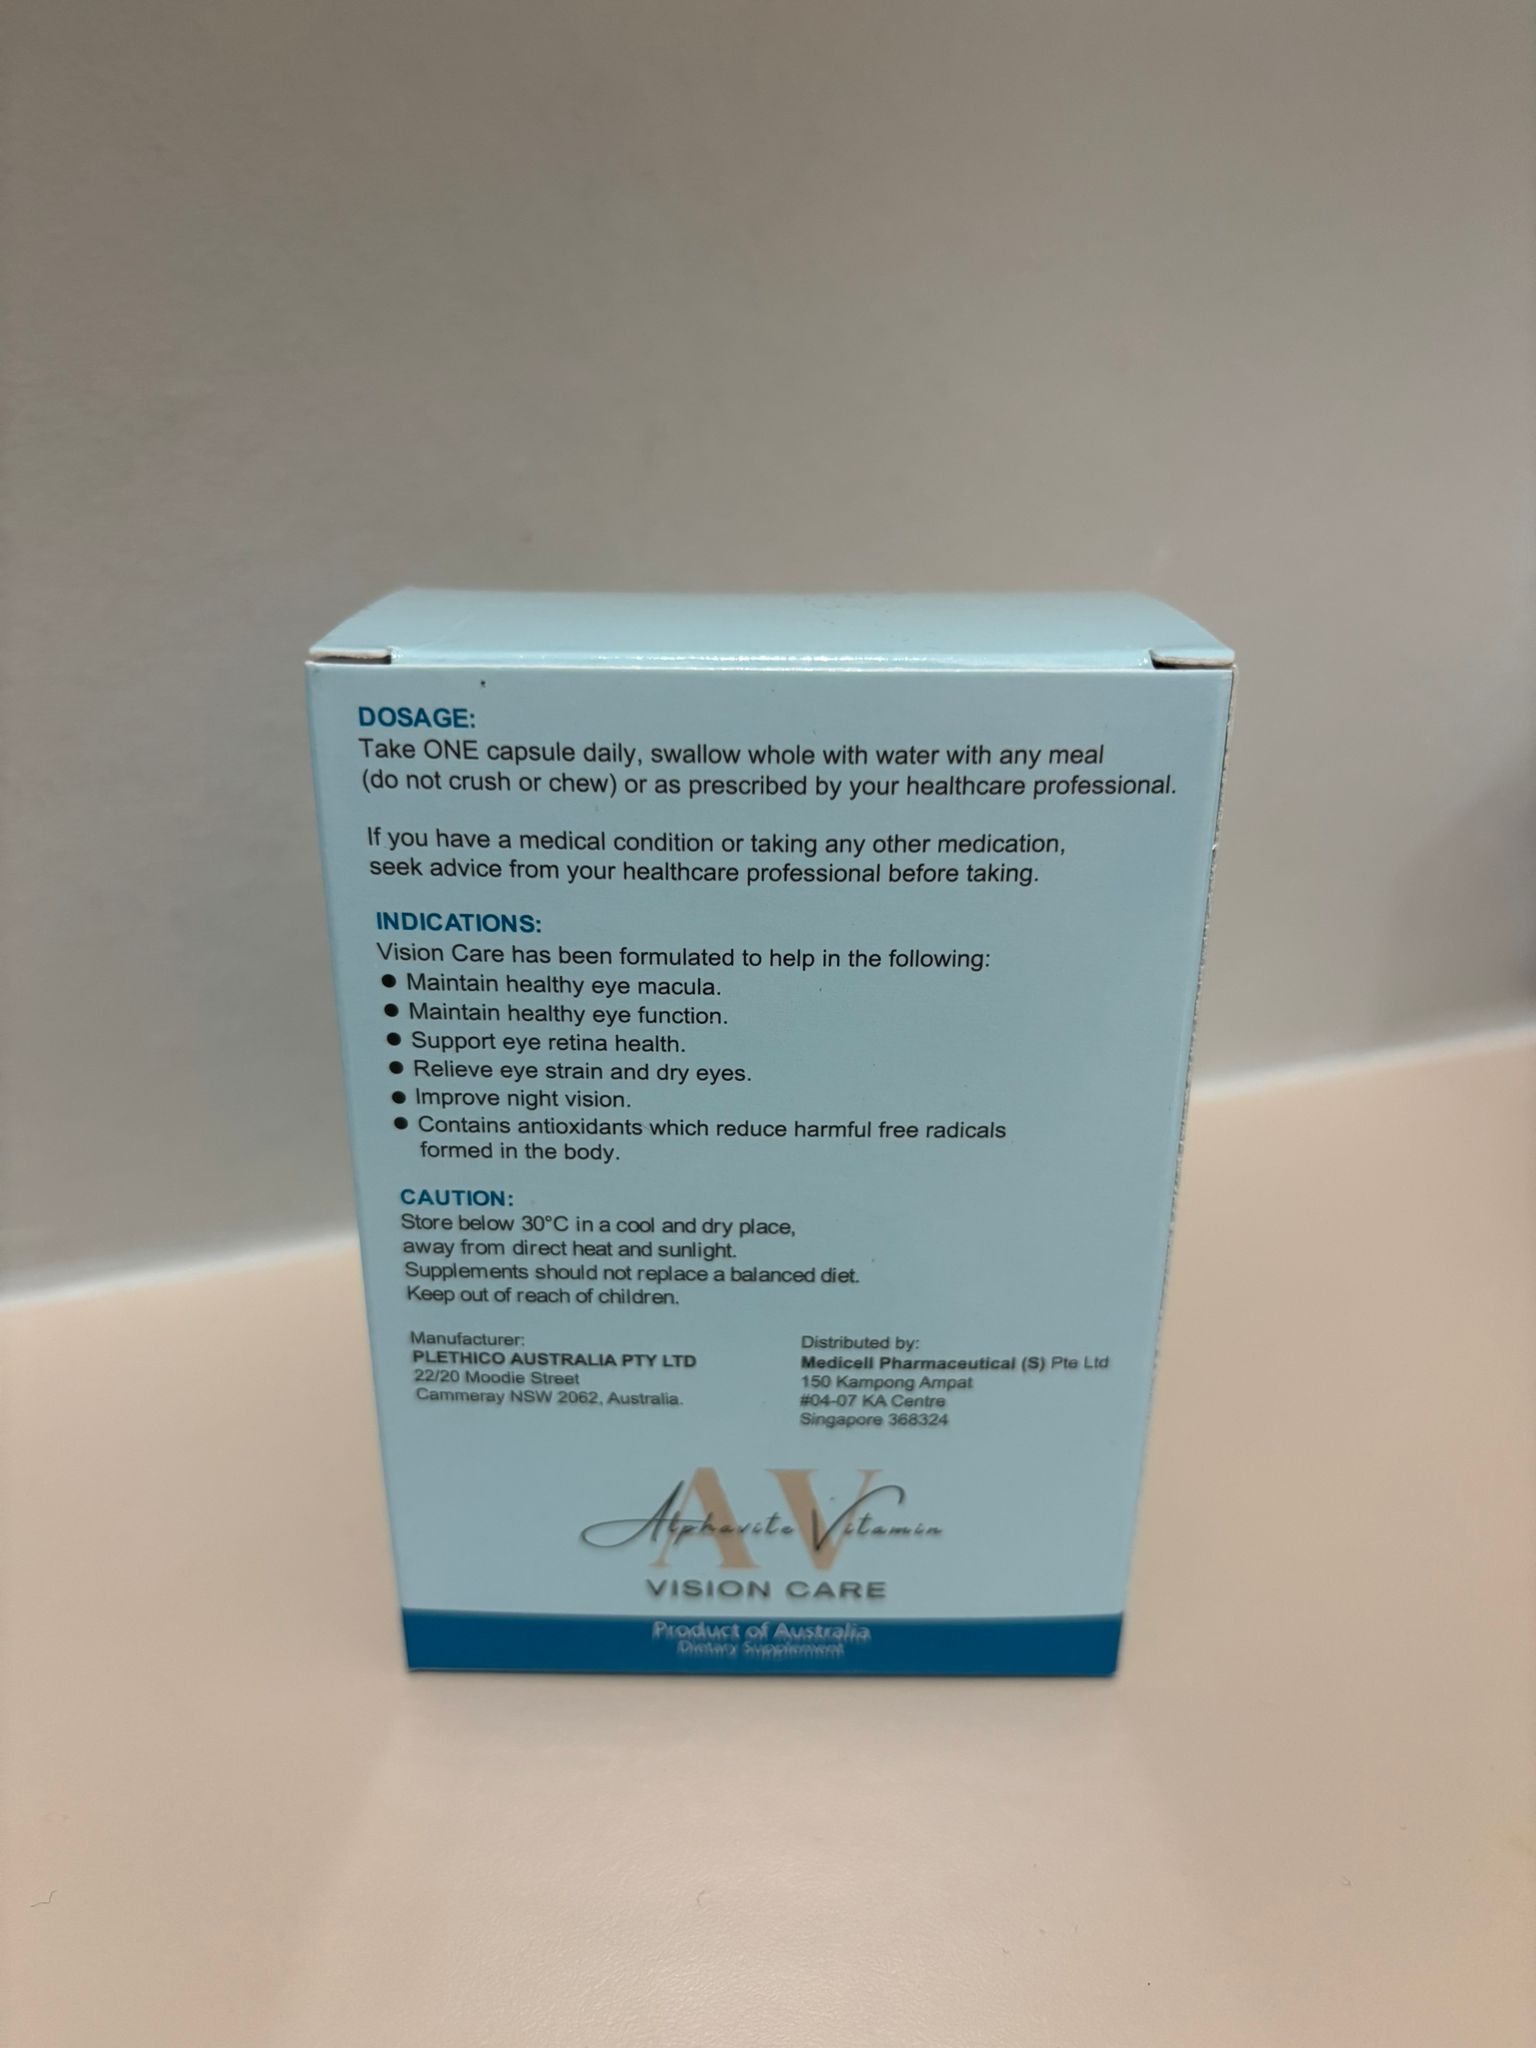 DOSAGE:
Take ONE capsule daily, swallow whole with water with any meal
(do not crush or chew) or as prescribed by your healthcare professional.
If you have a medical condition or taking any other medication,
seek advice from your healthcare professional before taking.
INDICATIONS:
Vision Care has been formulated to help in the following:
● Maintain healthy eye macula.
● Maintain healthy eye function.
● Support eye retina health.
● Relieve eye strain and dry eyes.
● Improve night vision.
● Contains antioxidants which reduce harmful free radicals
formed in the body.
CAUTION:
Store below 30°C in a cool and dry place,
away from direct heat and sunlight.
Supplements should not replace a balanced diet.
Keep out of reach of children.
Manufacturer:
PLETHICO AUSTRALIA PTY LTD
22/20 Moodie Street
Cammeray NSW 2062, Australia.
Distributed by:
Medicell Pharmaceutical (S) Pte Ltd
150 Kampong Ampat
#04-07 KA Centre
Singapore 368324
AV
Alphavite Vitamin
VISION CARE
Product of Australia
Dietary Supplement